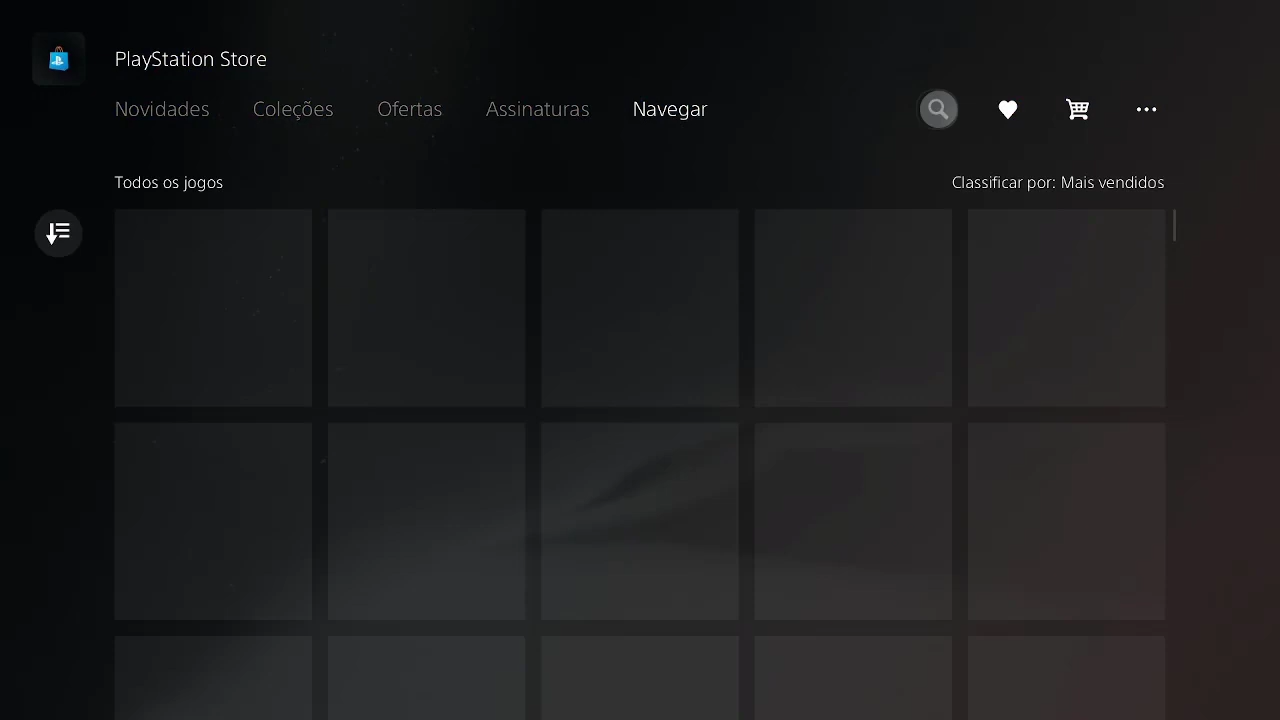 PlayStation Store
Novidades Coleções Ofertas Assinaturas Navegar
Todos os jogos Classificar por: Mais vendidos